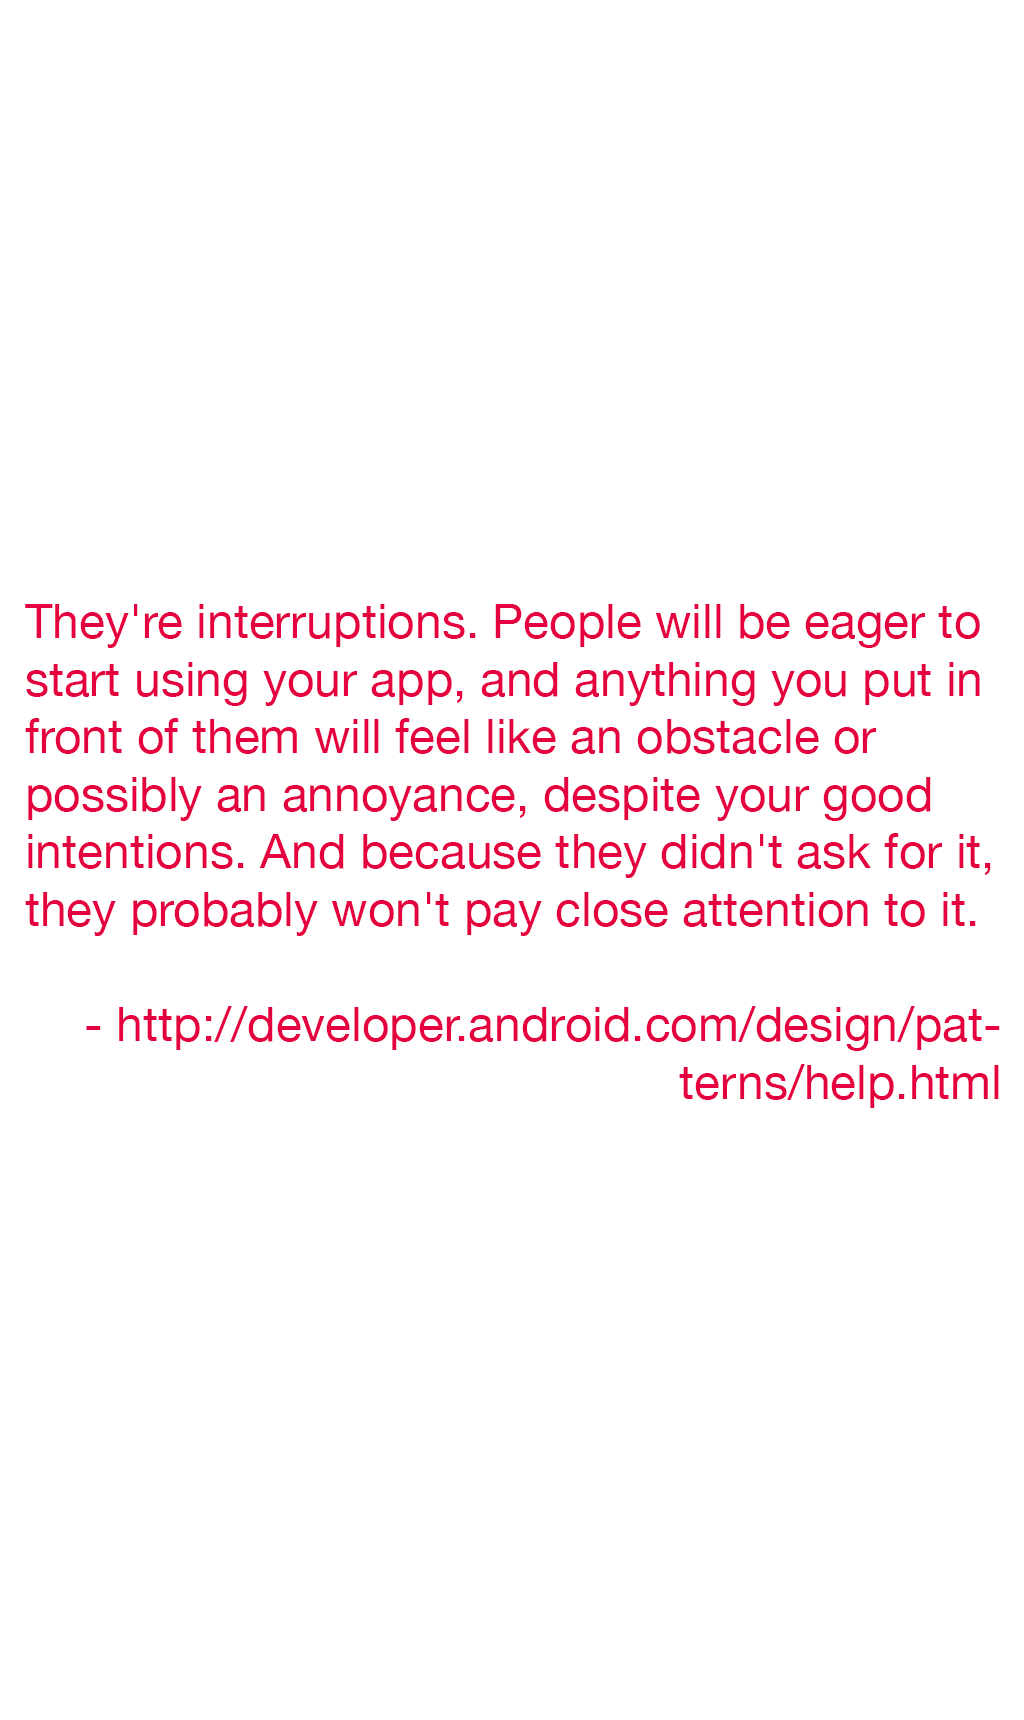 They're interruptions. People will be eager to
start using your app, and anything you put in
front of them will feel like an obstacle or
possibly an annoyance, despite your good
intentions. And because they didn't ask for it,
they probably won't pay close attention to it.
- http://developer.android.com/design/pat-
terns/help.html